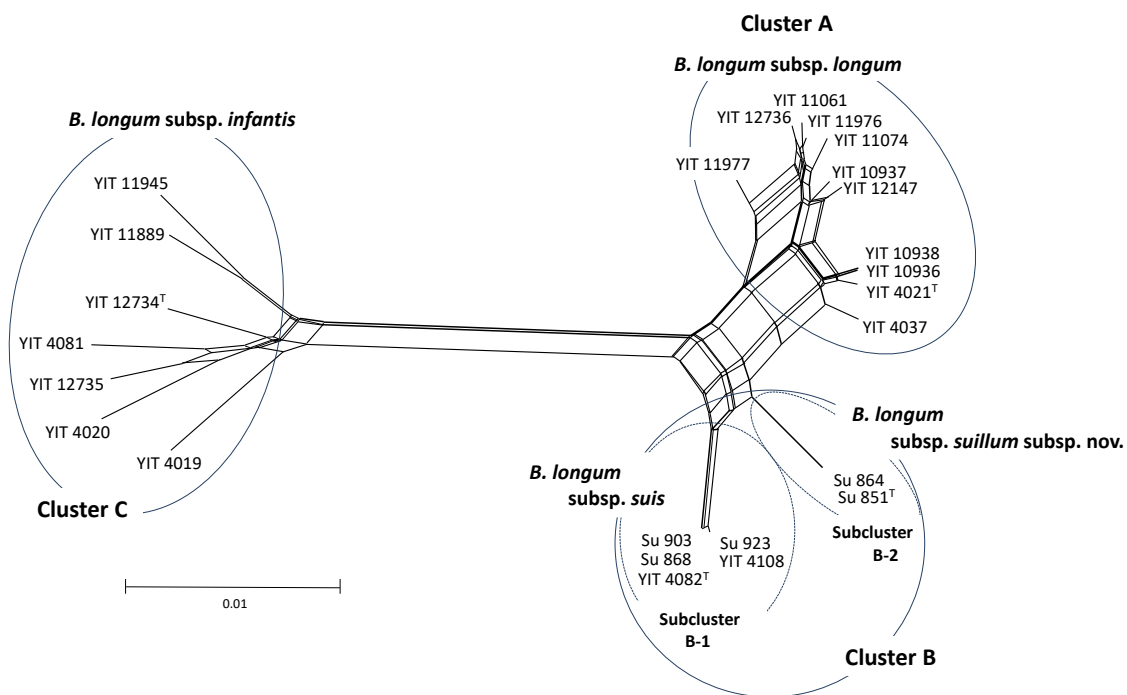 Cluster A
B. longum subsp. longum
YIT 11061
YIT 12736
YIT 11976
YIT 11074
YIT 11977
YIT 10937
YIT 12147
YIT 10938
YIT 10936
YIT 4021ᵀ
YIT 4037
B. longum subsp. infantis
YIT 11945
YIT 11889
YIT 12734ᵀ
YIT 4081
YIT 12735
YIT 4020
YIT 4019
Cluster C
B. longum
subsp. suillum subsp. nov.
Su 864
Su 851ᵀ
Subcluster
B-2
B. longum
subsp. suis
Su 903
Su 868
YIT 4082ᵀ
Su 923
YIT 4108
Subcluster
B-1
Cluster B
0.01